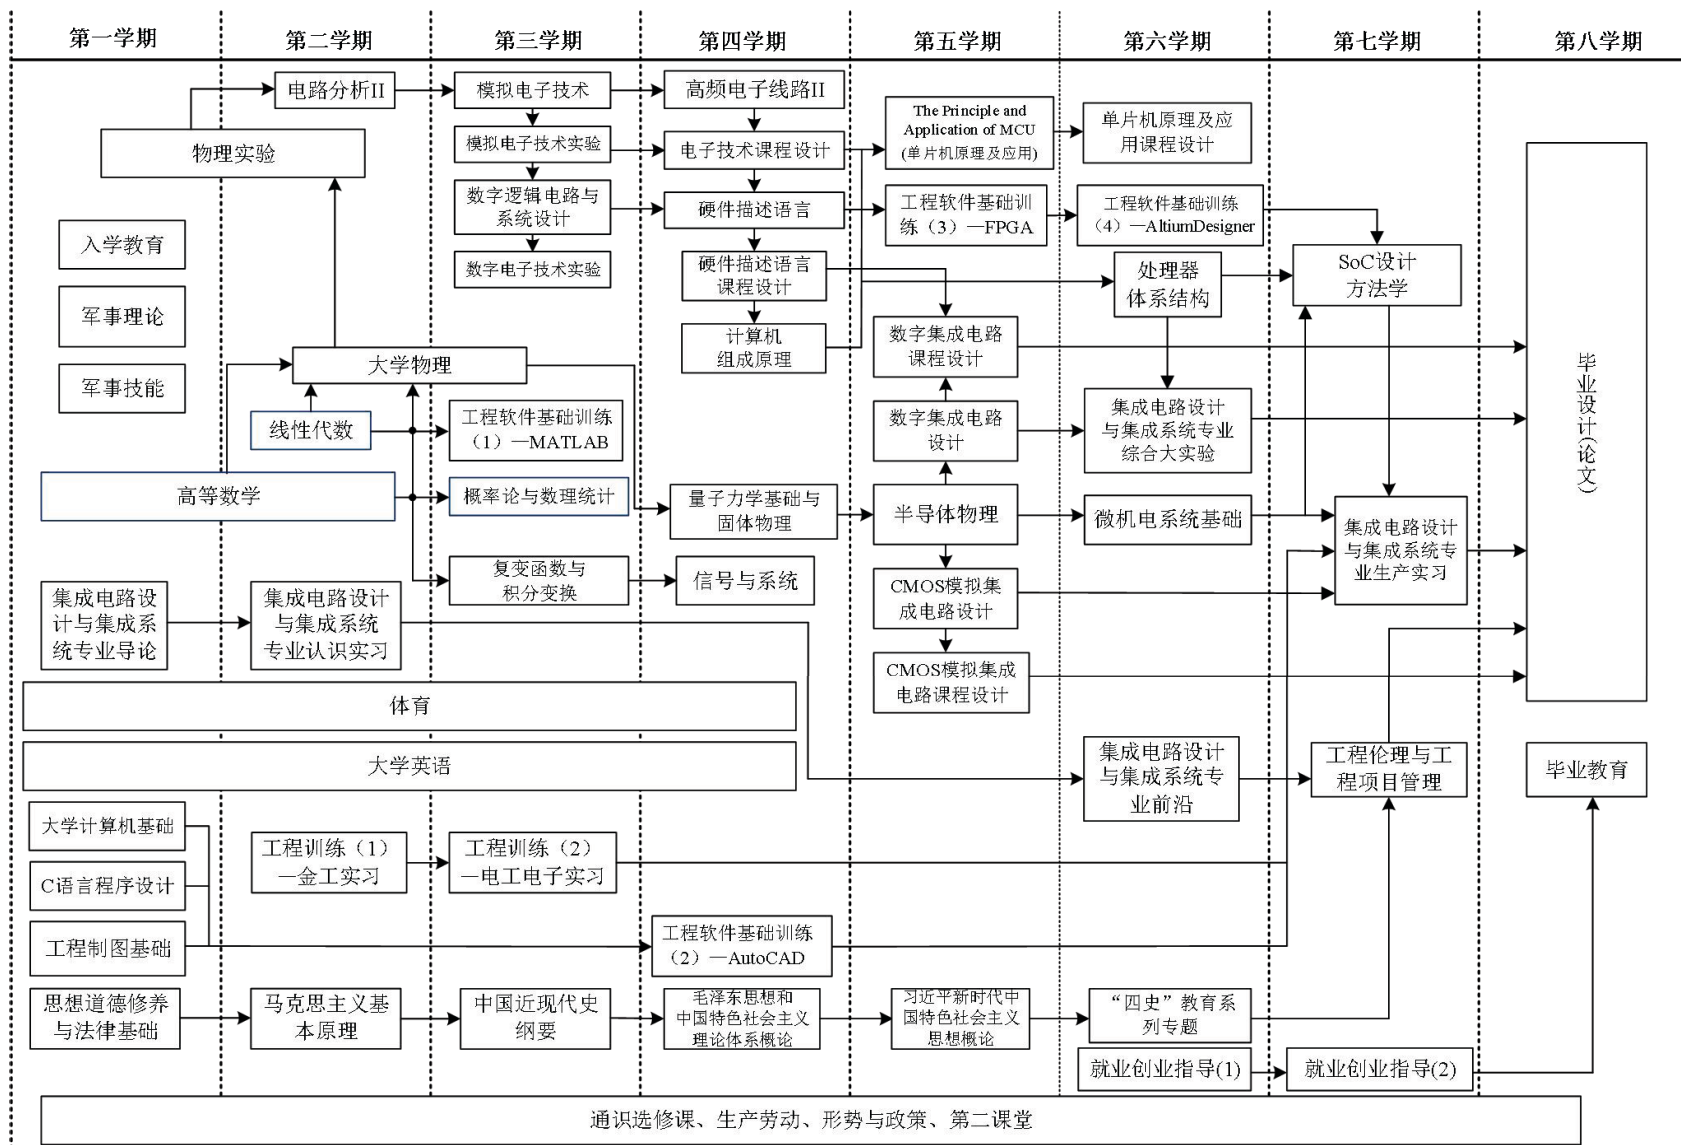 第一学期
第二学期
第三学期
第四学期
第五学期
第六学期
第七学期
第八学期
电路分析II
模拟电子技术
高频电子线路II
The Principle and
Application of MCU
(单片机原理及应用)
单片机原理及应
用课程设计
物理实验
模拟电子技术实验
电子技术课程设计
数字逻辑电路与
系统设计
硬件描述语言
工程软件基础训
练（3）—FPGA
工程软件基础训练
（4）—AltiumDesigner
入学教育
数字电子技术实验
硬件描述语言
课程设计
处理器
体系结构
SoC设计
方法学
军事理论
计算机
组成原理
数字集成电路
课程设计
大学物理
军事技能
毕业设计(论文)
线性代数
工程软件基础训练
（1）—MATLAB
数字集成电路
设计
集成电路设计
与集成系统专业
综合大实验
高等数学
概率论与数理统计
量子力学基础与
固体物理
半导体物理
微机电系统基础
集成电路设计
与集成系统专
业生产实习
复变函数与
积分变换
信号与系统
CMOS模拟集
成电路设计
集成电路设
计与集成系
统专业导论
集成电路设计
与集成系统
专业认识实习
CMOS模拟集成
电路课程设计
体育
大学英语
集成电路设计
与集成系统专
业前沿
工程伦理与工
程项目管理
毕业教育
大学计算机基础
工程训练（1）
—金工实习
工程训练（2）
—电工电子实习
C语言程序设计
工程制图基础
工程软件基础训练
（2）—AutoCAD
思想道德修养
与法律基础
马克思主义基
本原理
中国近现代史
纲要
毛泽东思想和
中国特色社会主义
理论体系概论
习近平新时代中
国特色社会主义
思想概论
“四史”教育系
列专题
就业创业指导(1)
就业创业指导(2)
通识选修课、生产劳动、形势与政策、第二课堂